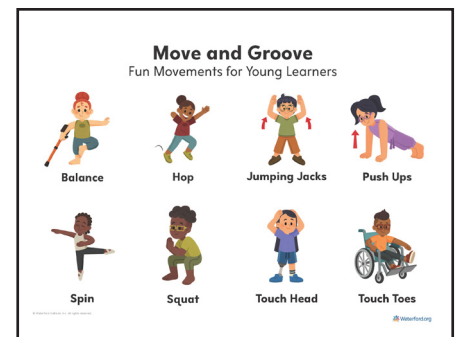 Move and Groove
Fun Movements for Young Learners
Balance Hop Jumping Jacks Push Ups
Spin Squat Touch Head Touch Toes
Waterford.org